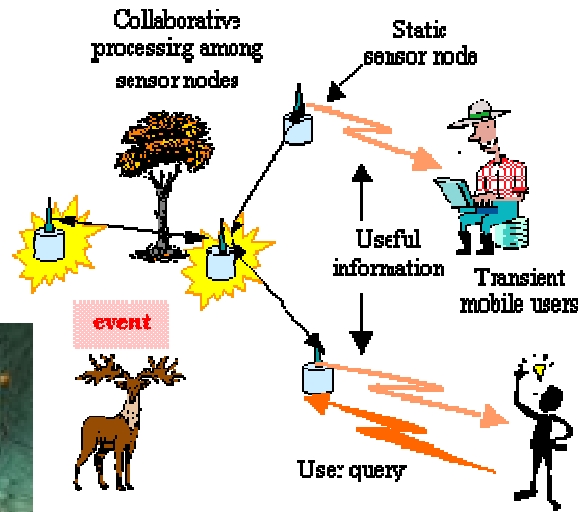 Collaborative
processing among
sensor nodes
Static
sensor node
Useful
information
Transient
mobile users
event
User query